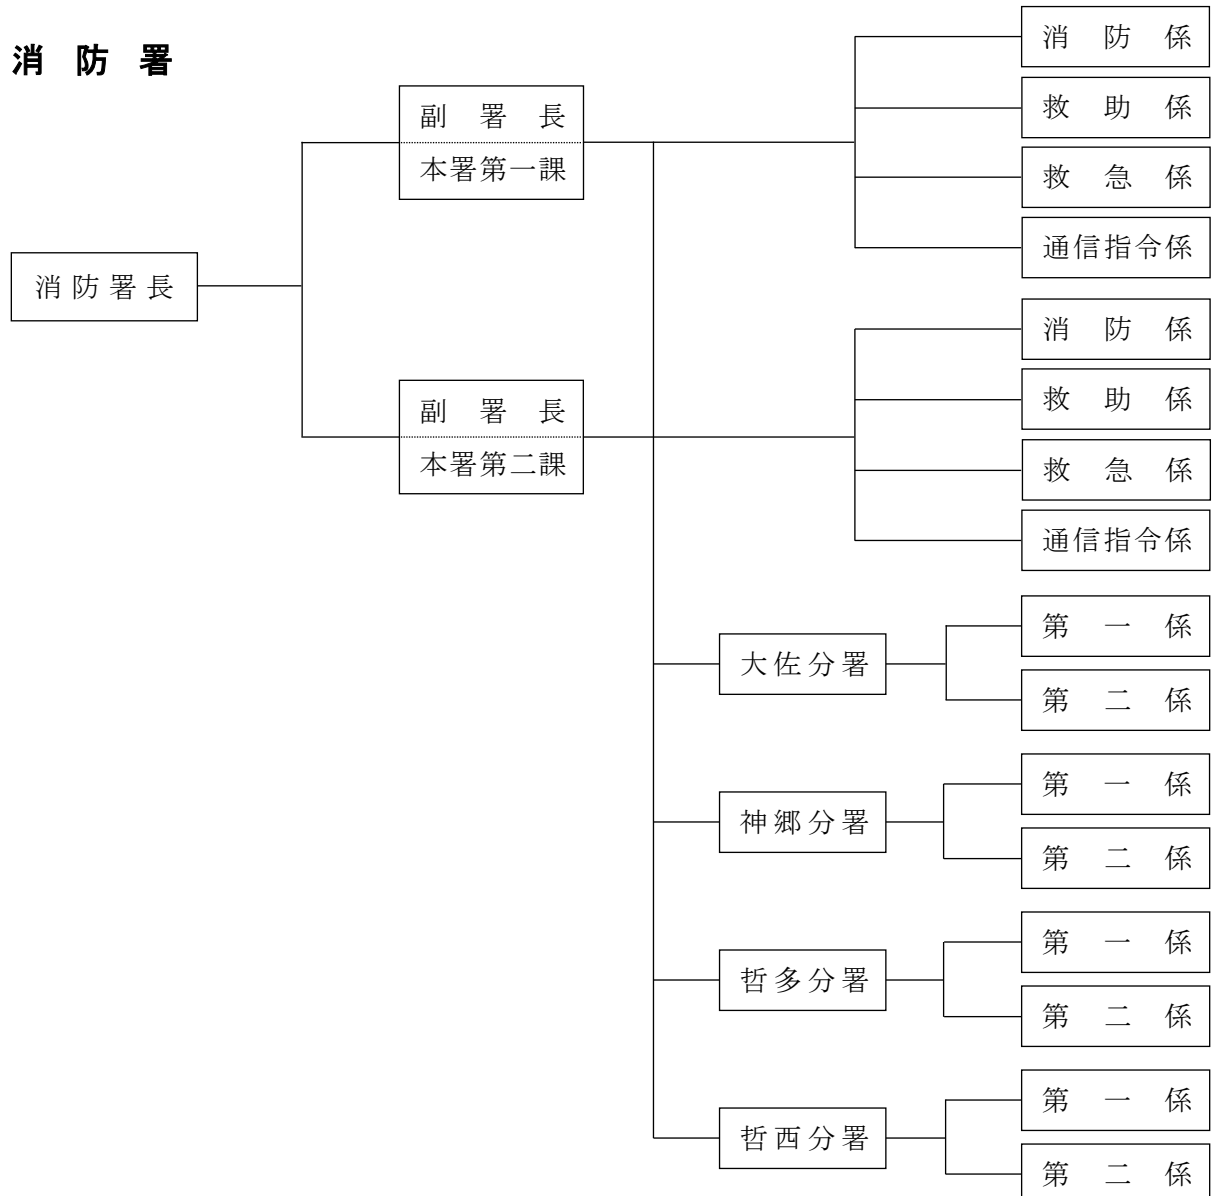 消防署
消防署長
副署長
本署第一課
消防係
救助係
救急係
通信指令係
副署長
本署第二課
消防係
救助係
救急係
通信指令係
大佐分署
第一係
第二係
神郷分署
第一係
第二係
哲多分署
第一係
第二係
哲西分署
第一係
第二係